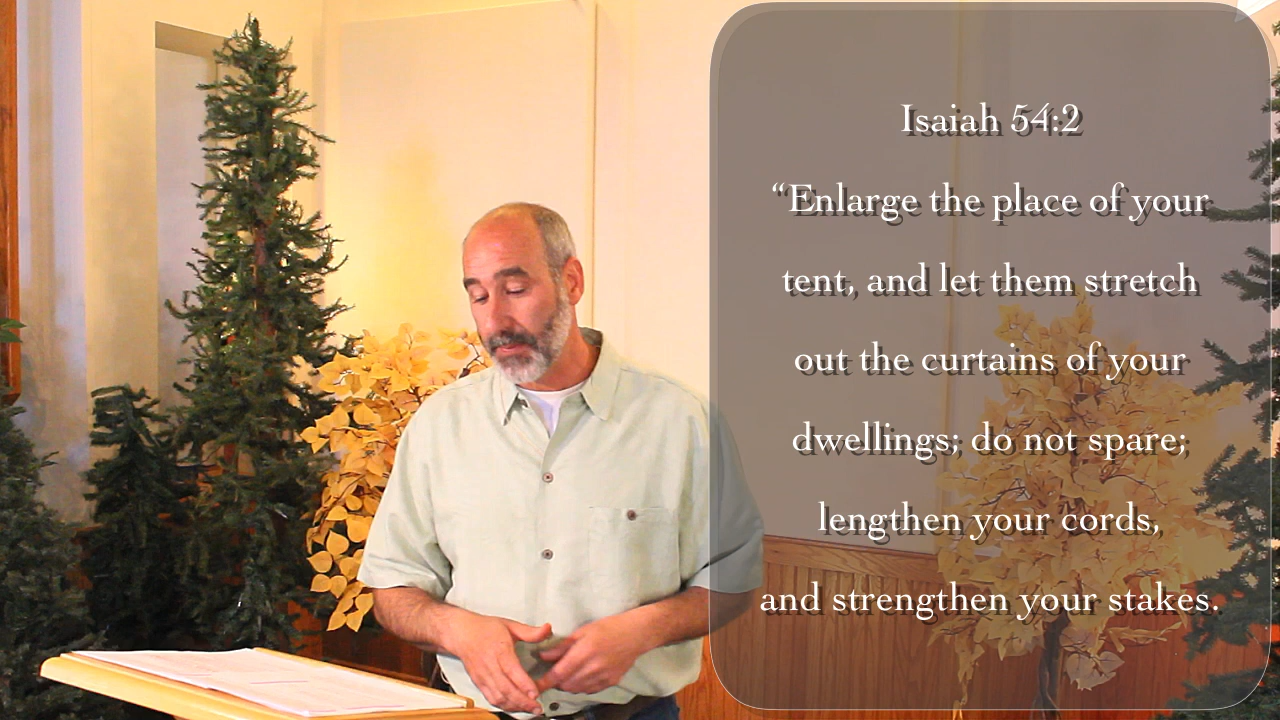 Isaiah 54:2
“Enlarge the place of your
tent, and let them stretch
out the curtains of your
dwellings; do not spare;
lengthen your cords,
and strengthen your stakes.